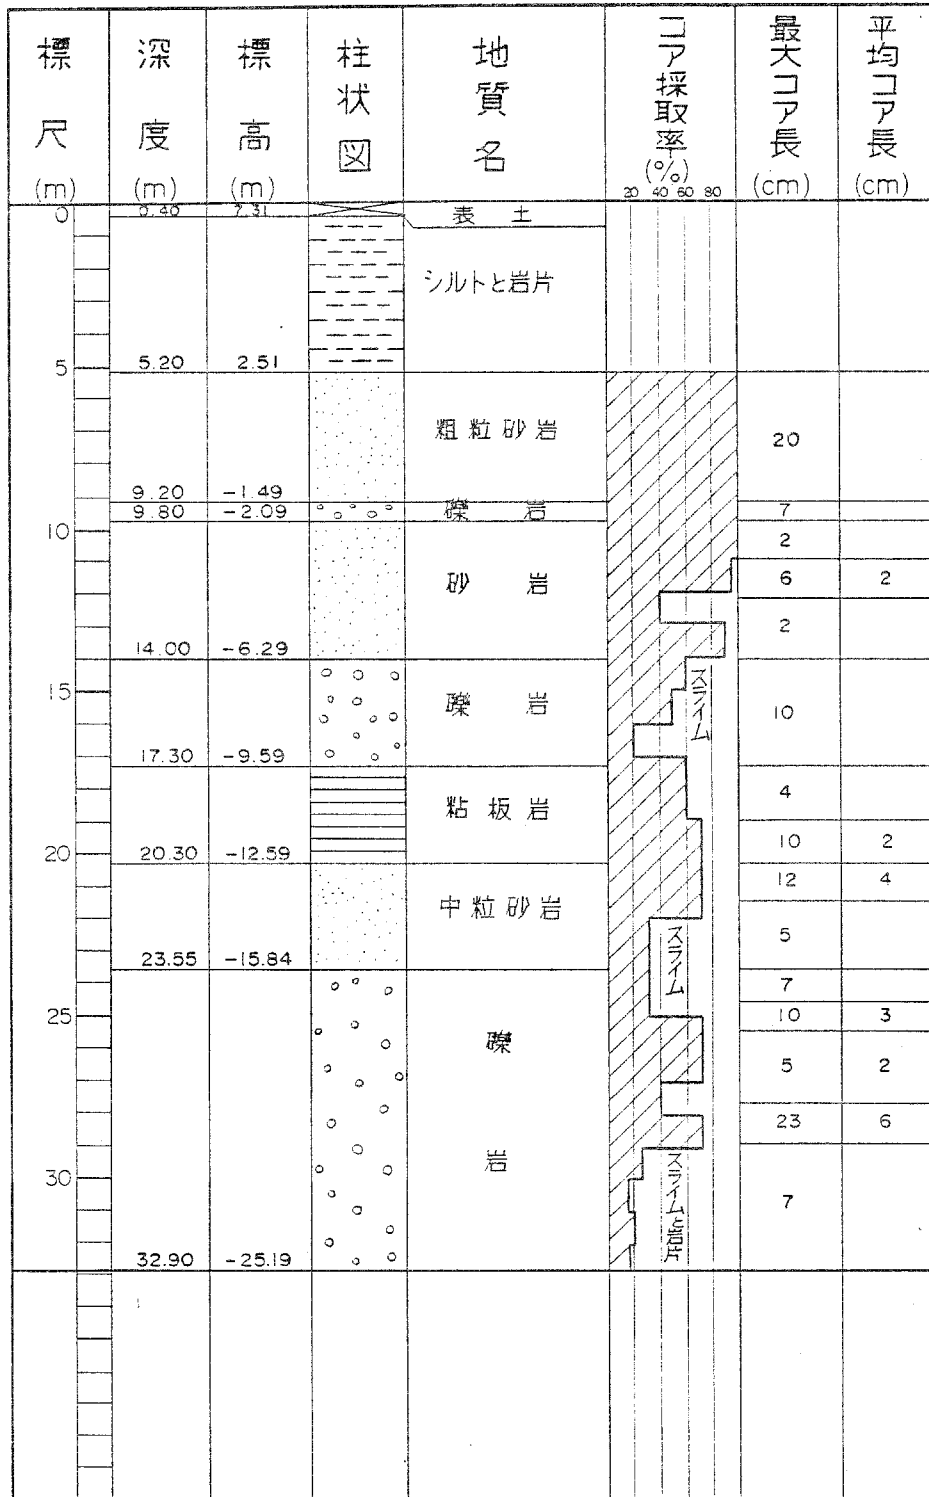 標尺(m) 深度(m) 標高(m) 柱状図 地質名 コア採取率(%) 最大コア長(cm) 平均コア長(cm)
20 40 60 80
0 0.40 7.31 表土
シルトと岩片
5 5.20 2.51
粗粒砂岩 20
9.20 -1.49
9.80 -2.09 礫岩 7
10 2
砂岩 6 2
2
14.00 -6.29
15 礫岩 スライム 10
17.30 -9.59
粘板岩 4
10 2
20 20.30 -12.59
12 4
中粒砂岩
スライム 5
23.55 -15.84
7
25 10 3
礫岩
5 2
23 6
30 スライムと岩片 7
32.90 -25.19